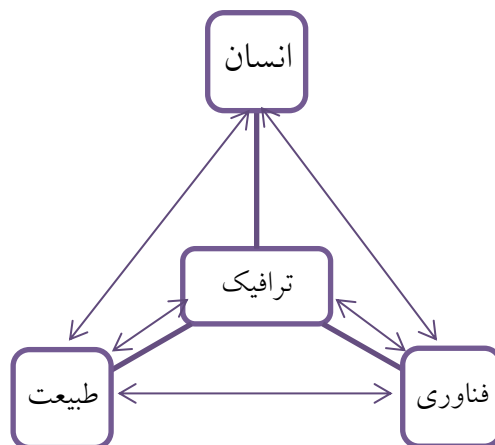 انسان
ترافیک
فناوری
طبیعت